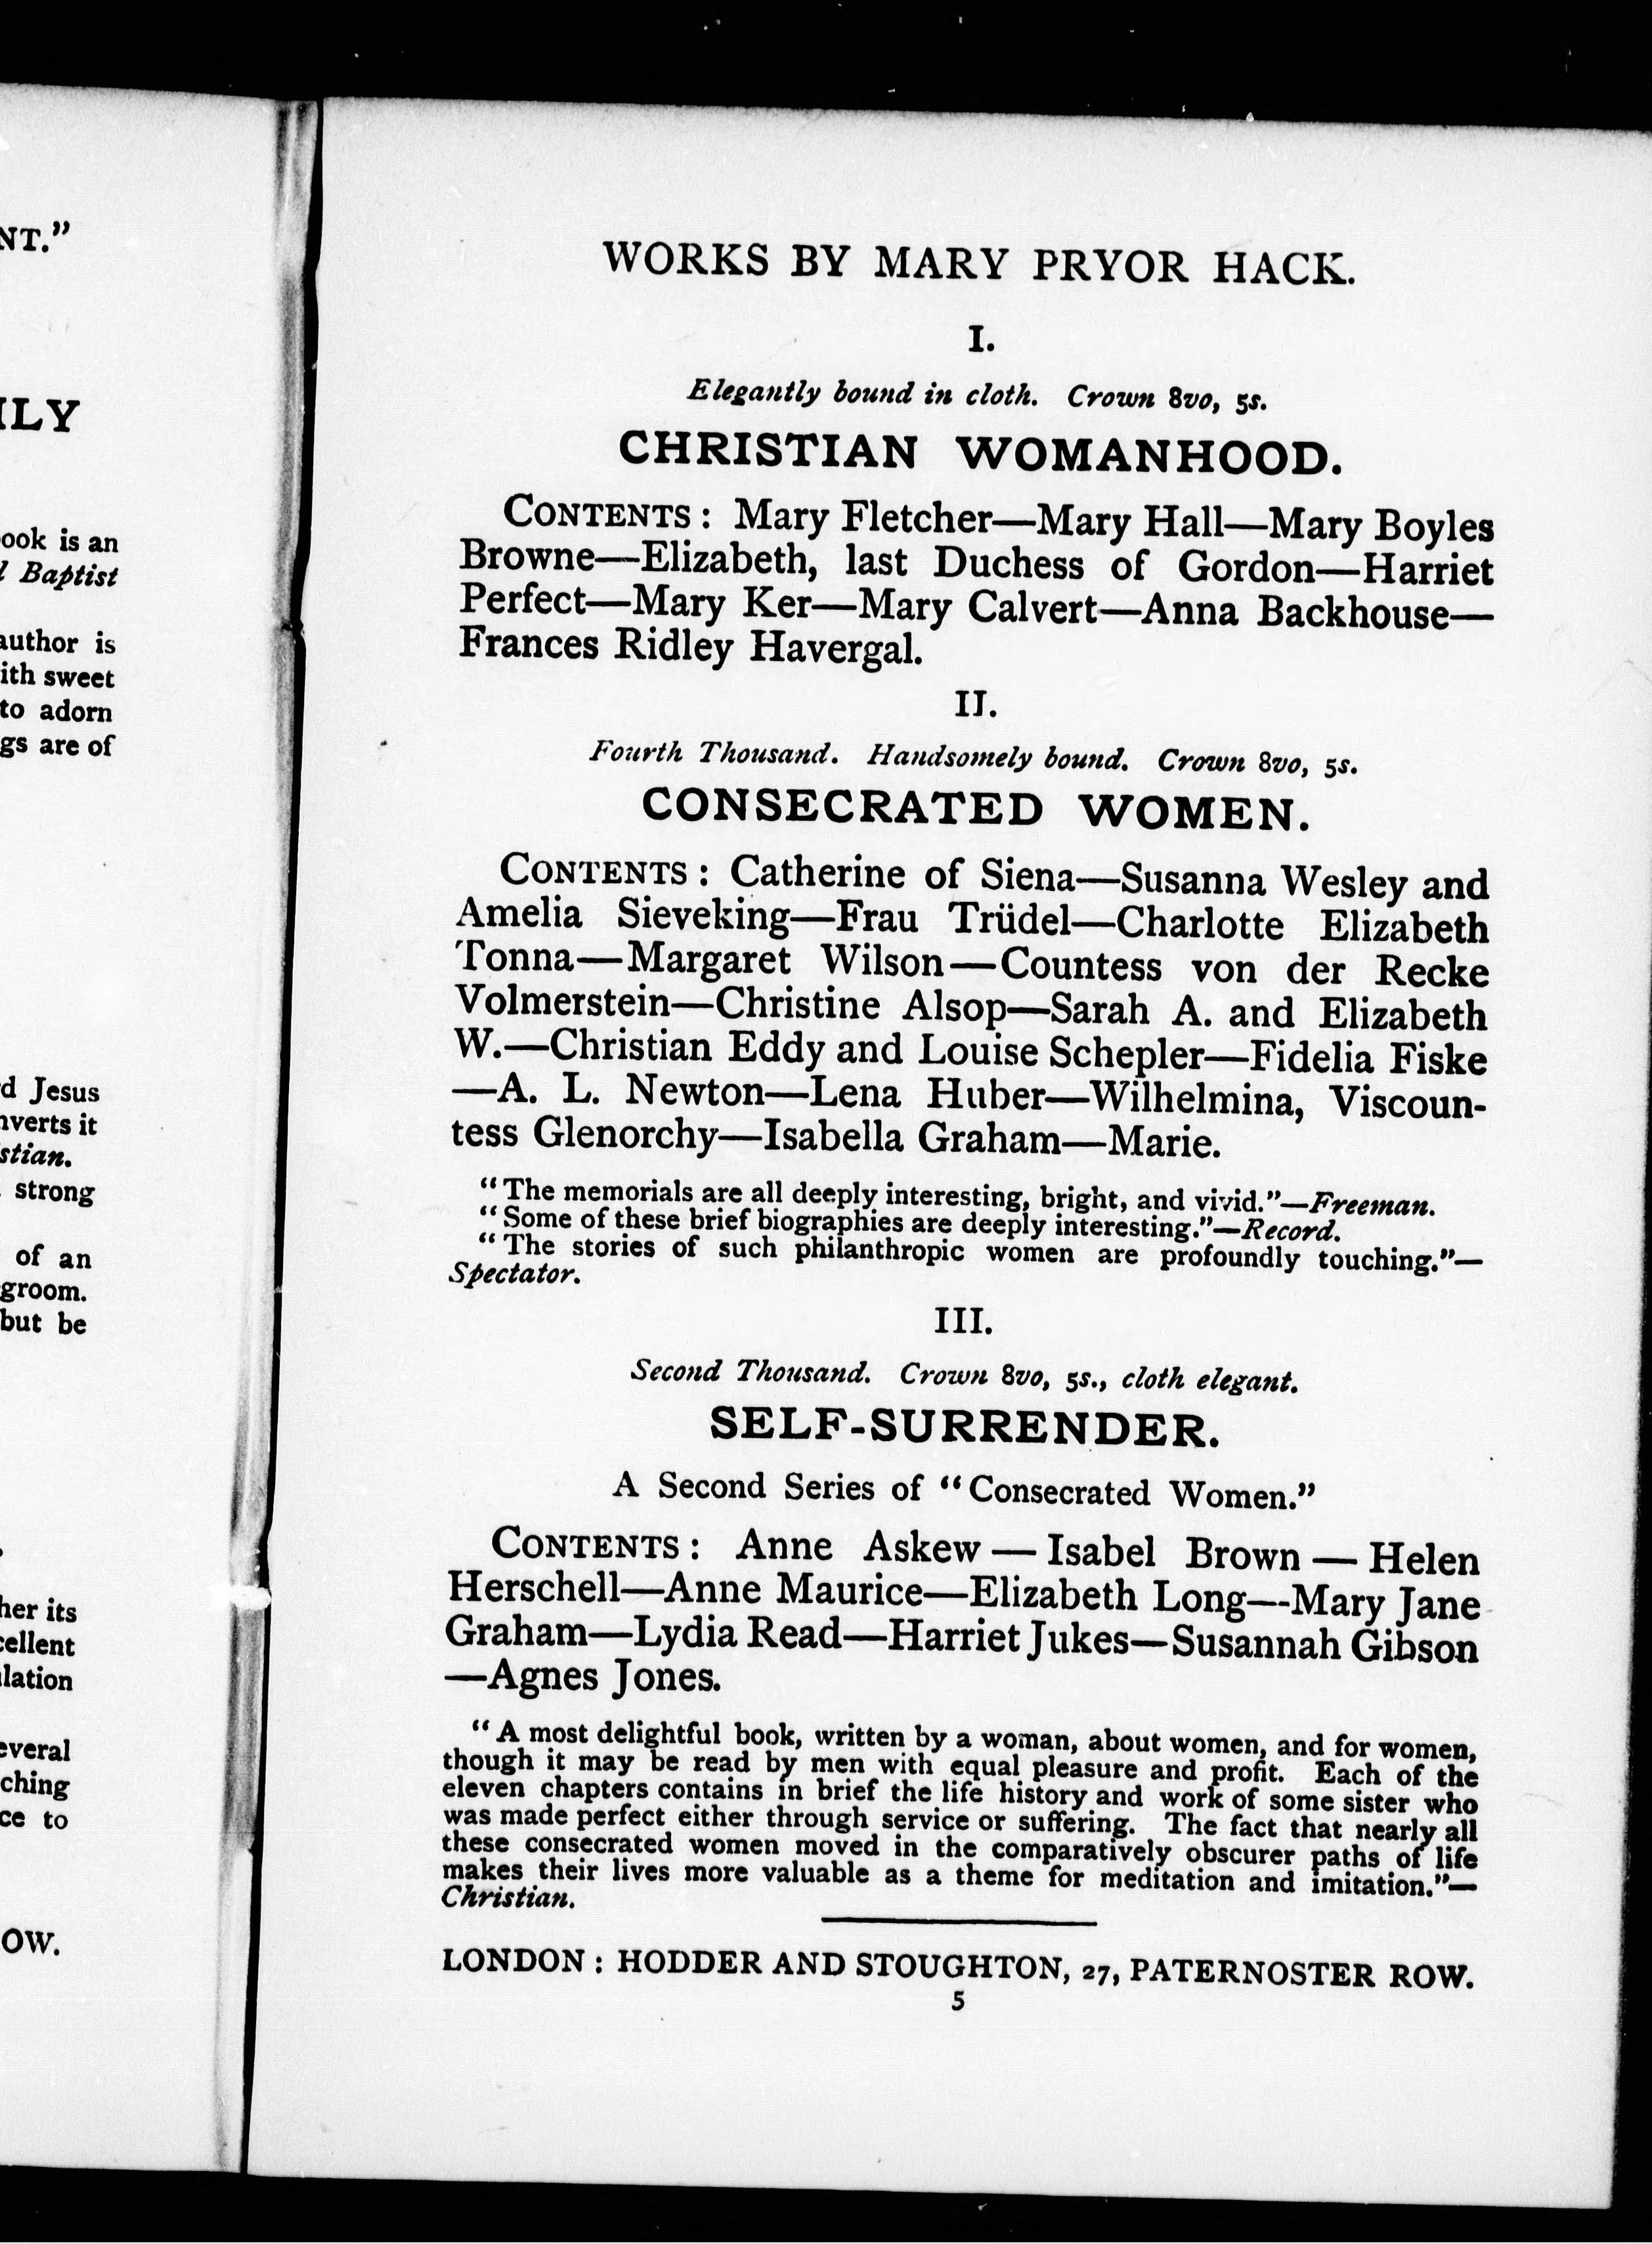 NT."
ILY
ook is an
l Baptist
author is
ith sweet
to adorn
gs are of
d Jesus
nverts it
stian.
strong
of an
groom.
but be
her its
cellent
lation
everal
ching
ce to
OW.
WORKS BY MARY PRYOR HACK.
I.
Elegantly bound in cloth. Crown 8vo, 5s.
CHRISTIAN WOMANHOOD.
CONTENTS: Mary Fletcher—Mary Hall—Mary Boyles
Browne—Elizabeth, last Duchess of Gordon—Harriet
Perfect—Mary Ker—Mary Calvert—Anna Backhouse—
Frances Ridley Havergal.
II.
Fourth Thousand. Handsomely bound. Crown 8vo, 5s.
CONSECRATED WOMEN.
CONTENTS: Catherine of Siena—Susanna Wesley and
Amelia Sieveking—Frau Trüdel—Charlotte Elizabeth
Tonna—Margaret Wilson—Countess von der Recke
Volmerstein—Christine Alsop—Sarah A. and Elizabeth
W.—Christian Eddy and Louise Schepler—Fidelia Fiske
—A. L. Newton—Lena Huber—Wilhelmina, Viscoun-
tess Glenorchy—Isabella Graham—Marie.
"The memorials are all deeply interesting, bright, and vivid."—Freeman.
"Some of these brief biographies are deeply interesting."—Record.
"The stories of such philanthropic women are profoundly touching."—
Spectator.
III.
Second Thousand. Crown 8vo, 5s., cloth elegant.
SELF-SURRENDER.
A Second Series of "Consecrated Women."
CONTENTS: Anne Askew—Isabel Brown—Helen
Herschell—Anne Maurice—Elizabeth Long—Mary Jane
Graham—Lydia Read—Harriet Jukes—Susannah Gibson
—Agnes Jones.
"A most delightful book, written by a woman, about women, and for women,
though it may be read by men with equal pleasure and profit. Each of the
eleven chapters contains in brief the life history and work of some sister who
was made perfect either through service or suffering. The fact that nearly all
these consecrated women moved in the comparatively obscurer paths of life
makes their lives more valuable as a theme for meditation and imitation."—
Christian.
LONDON: HODDER AND STOUGHTON, 27, PATERNOSTER ROW.
5